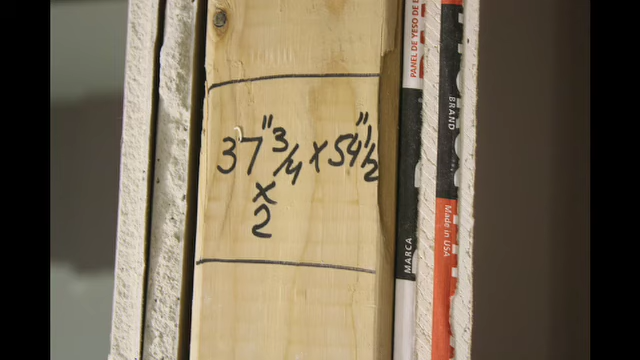 37" 3/4 x 54" 1/2
x
2
PANEL DE YESO DE
MARCA
BRAND
Made in USA